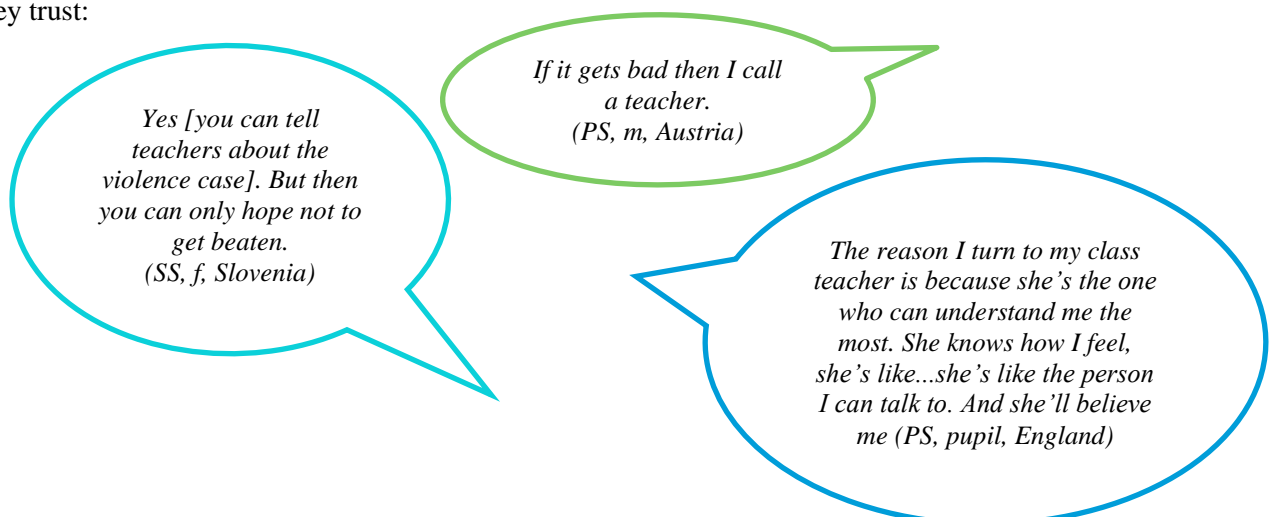 ey trust:
Yes [you can tell
teachers about the
violence case]. But then
you can only hope not to
get beaten.
(SS, f, Slovenia)
If it gets bad then I call
a teacher.
(PS, m, Austria)
The reason I turn to my class
teacher is because she’s the one
who can understand me the
most. She knows how I feel,
she’s like...she’s like the person
I can talk to. And she’ll believe
me (PS, pupil, England)